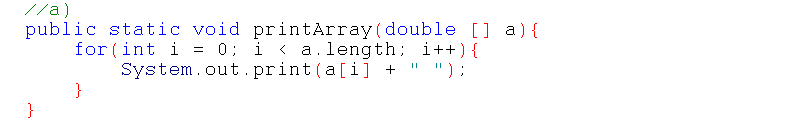 //a)
public static void printArray(double [] a){
    for(int i = 0; i < a.length; i++){
        System.out.print(a[i] + " ");
    }
}